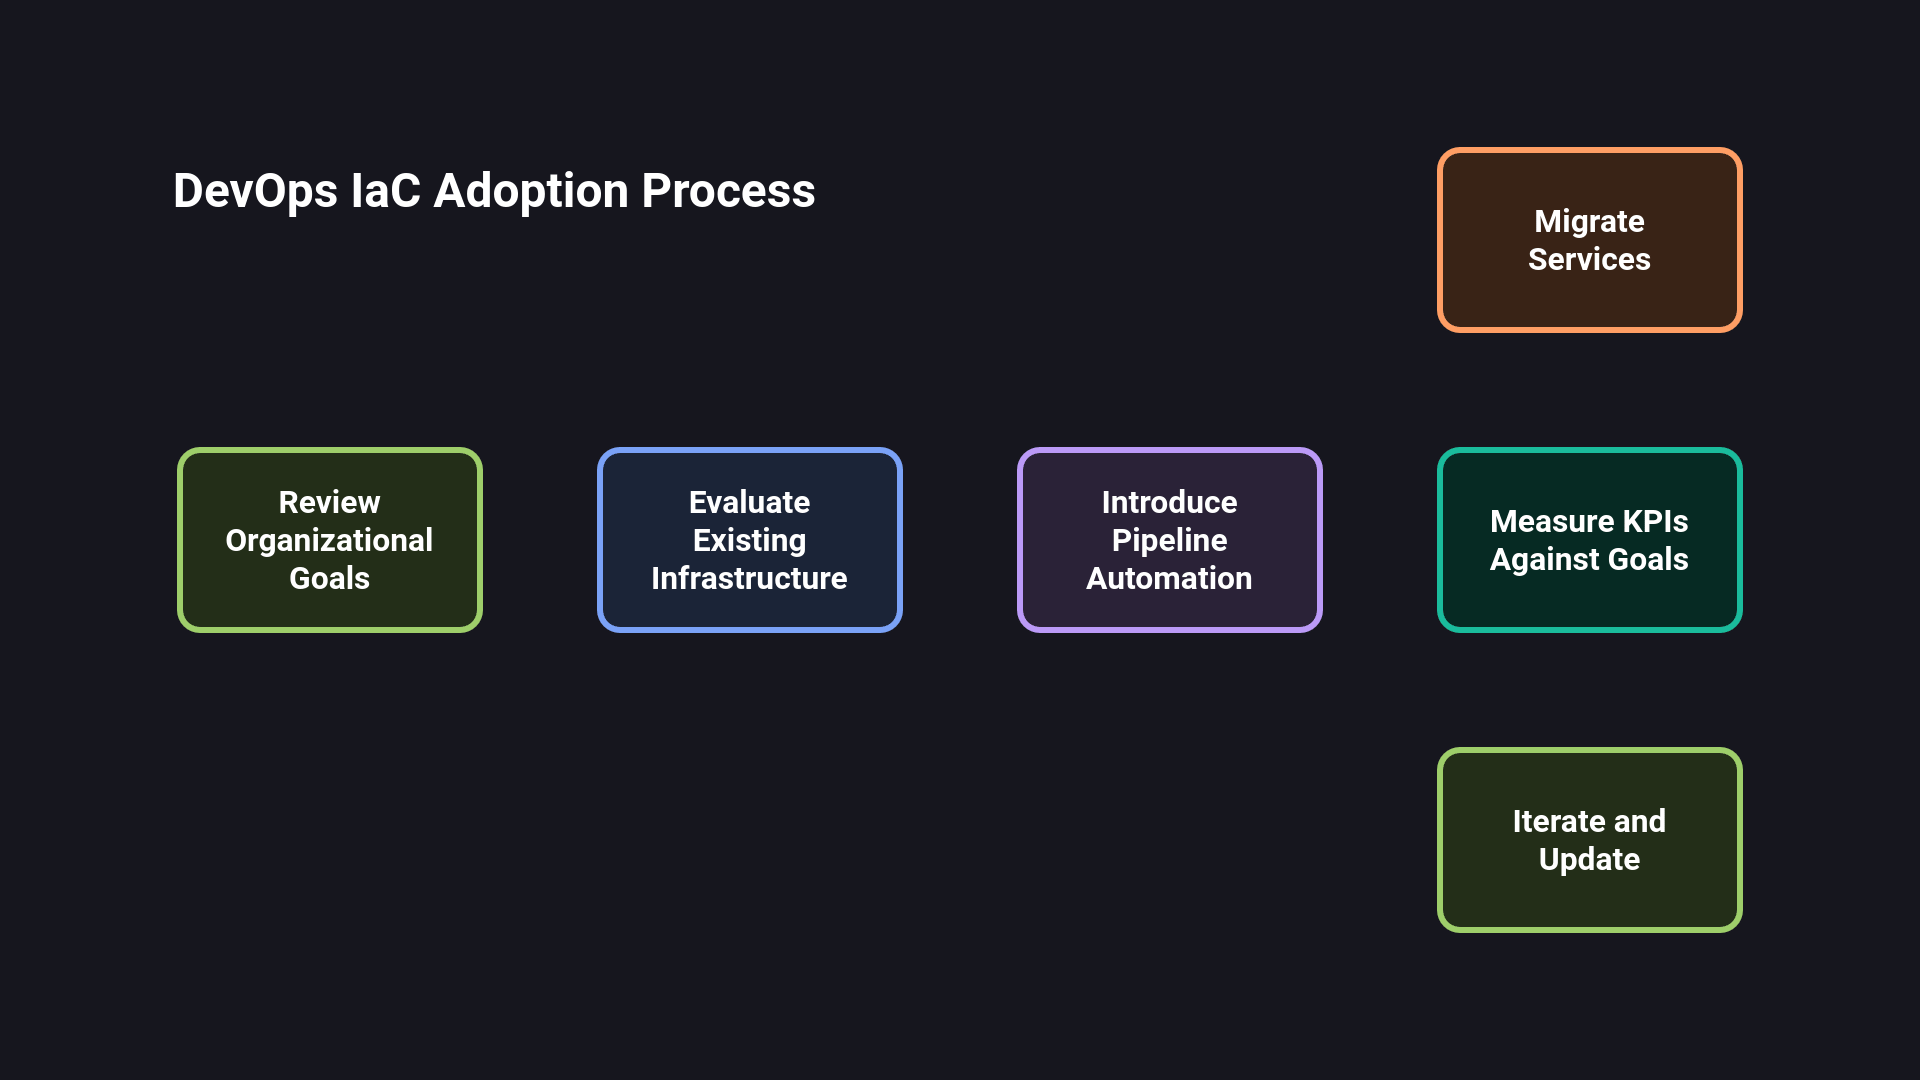 DevOps IaC Adoption Process
Migrate
Services
Review
Organizational
Goals
Evaluate
Existing
Infrastructure
Introduce
Pipeline
Automation
Measure KPIs
Against Goals
Iterate and
Update